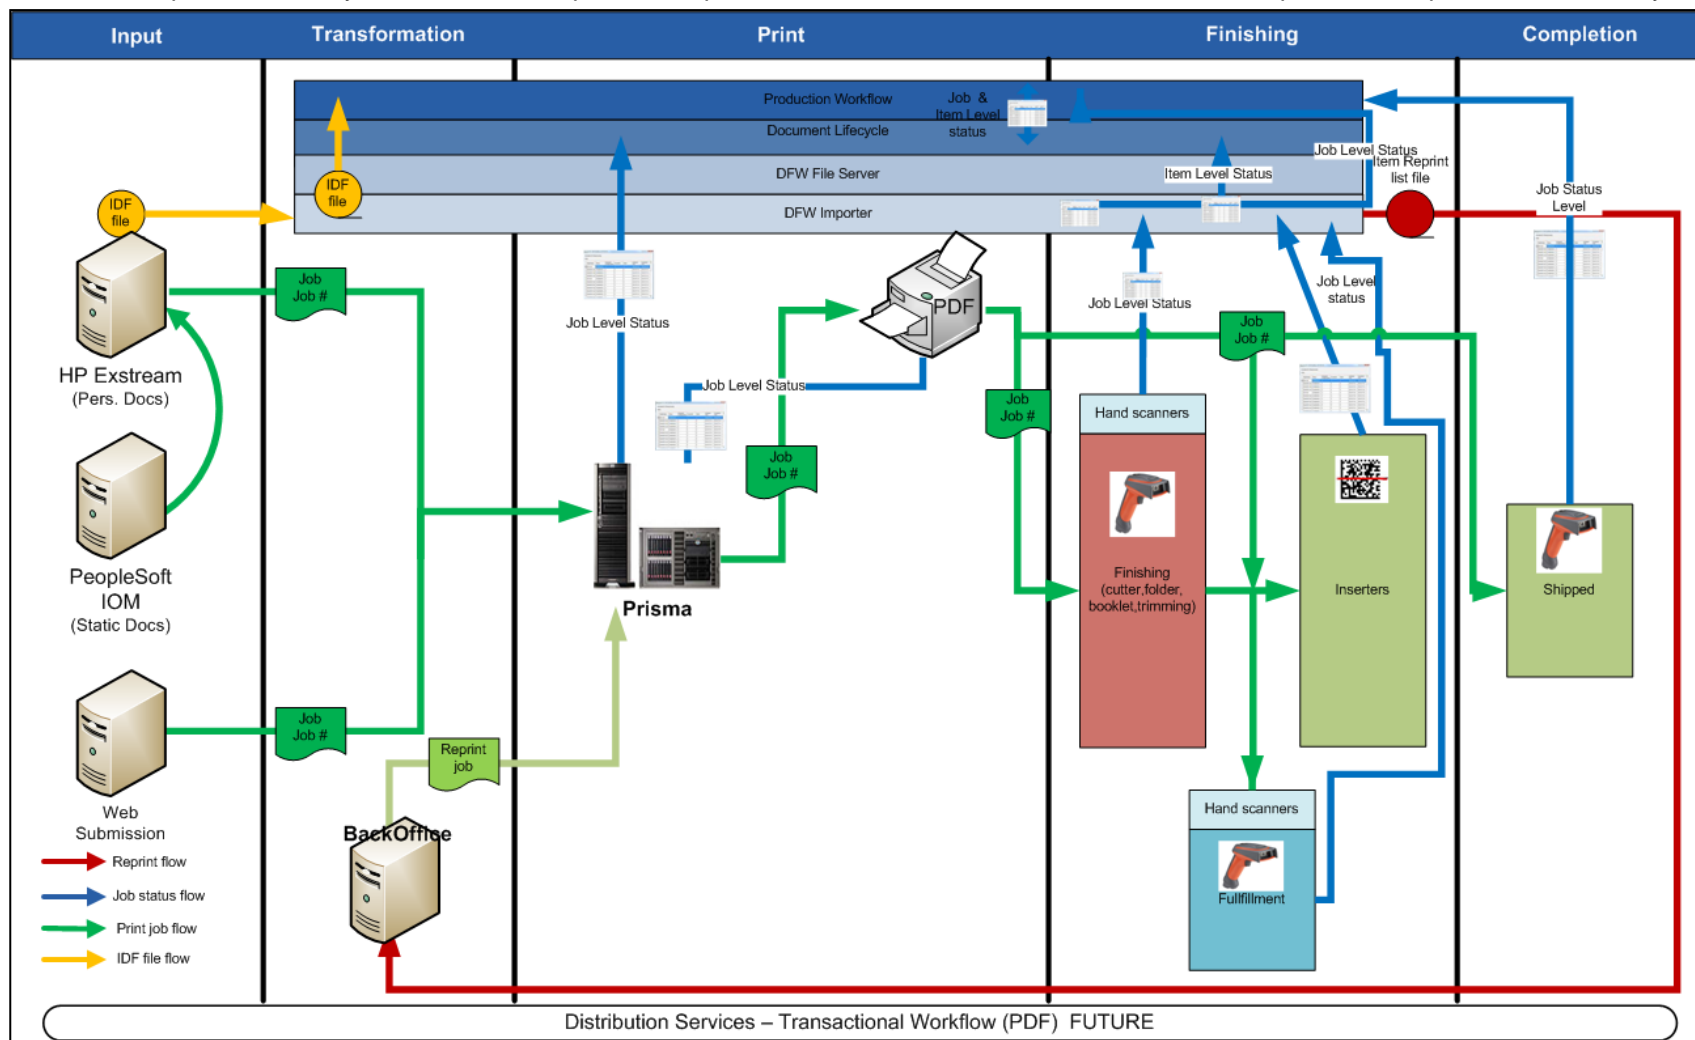 Input
Transformation
Print
Finishing
Completion
Production Workflow
Job &
Item Level
status
Document Lifecycle
Job Level Status
DFW File Server
Item Level Status
Item Reprint
list file
IDF
file
IDF
file
DFW Importer
Job Status
Level
Job
Job #
Job Level Status
PDF
Job Level Status
Job Level
status
Job
Job #
HP Exstream
(Pers. Docs)
Job Level Status
Job
Job #
Hand scanners
Job
Job #
PeopleSoft
IOM
(Static Docs)
Prisma
Finishing
(cutter,folder,
booklet,trimming)
Inserters
Shipped
Job
Job #
Reprint
job
Web
Submission
BackOffice
Hand scanners
Fullfillment
Reprint flow
Job status flow
Print job flow
IDF file flow
Distribution Services – Transactional Workflow (PDF) FUTURE